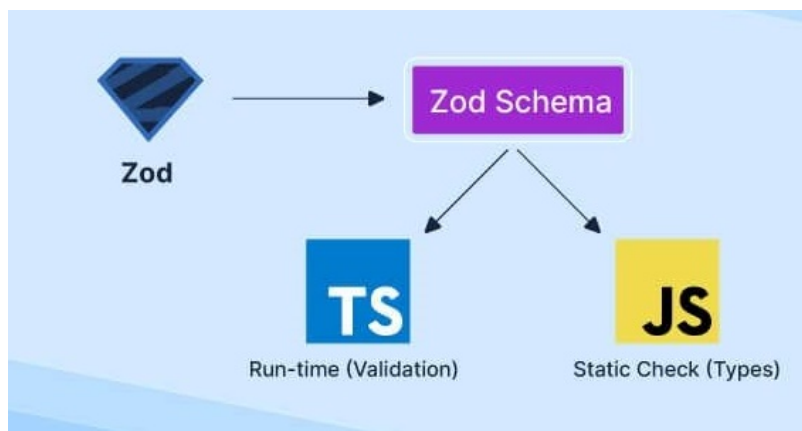 Zod Schema
Zod
TS
JS
Run-time (Validation)
Static Check (Types)